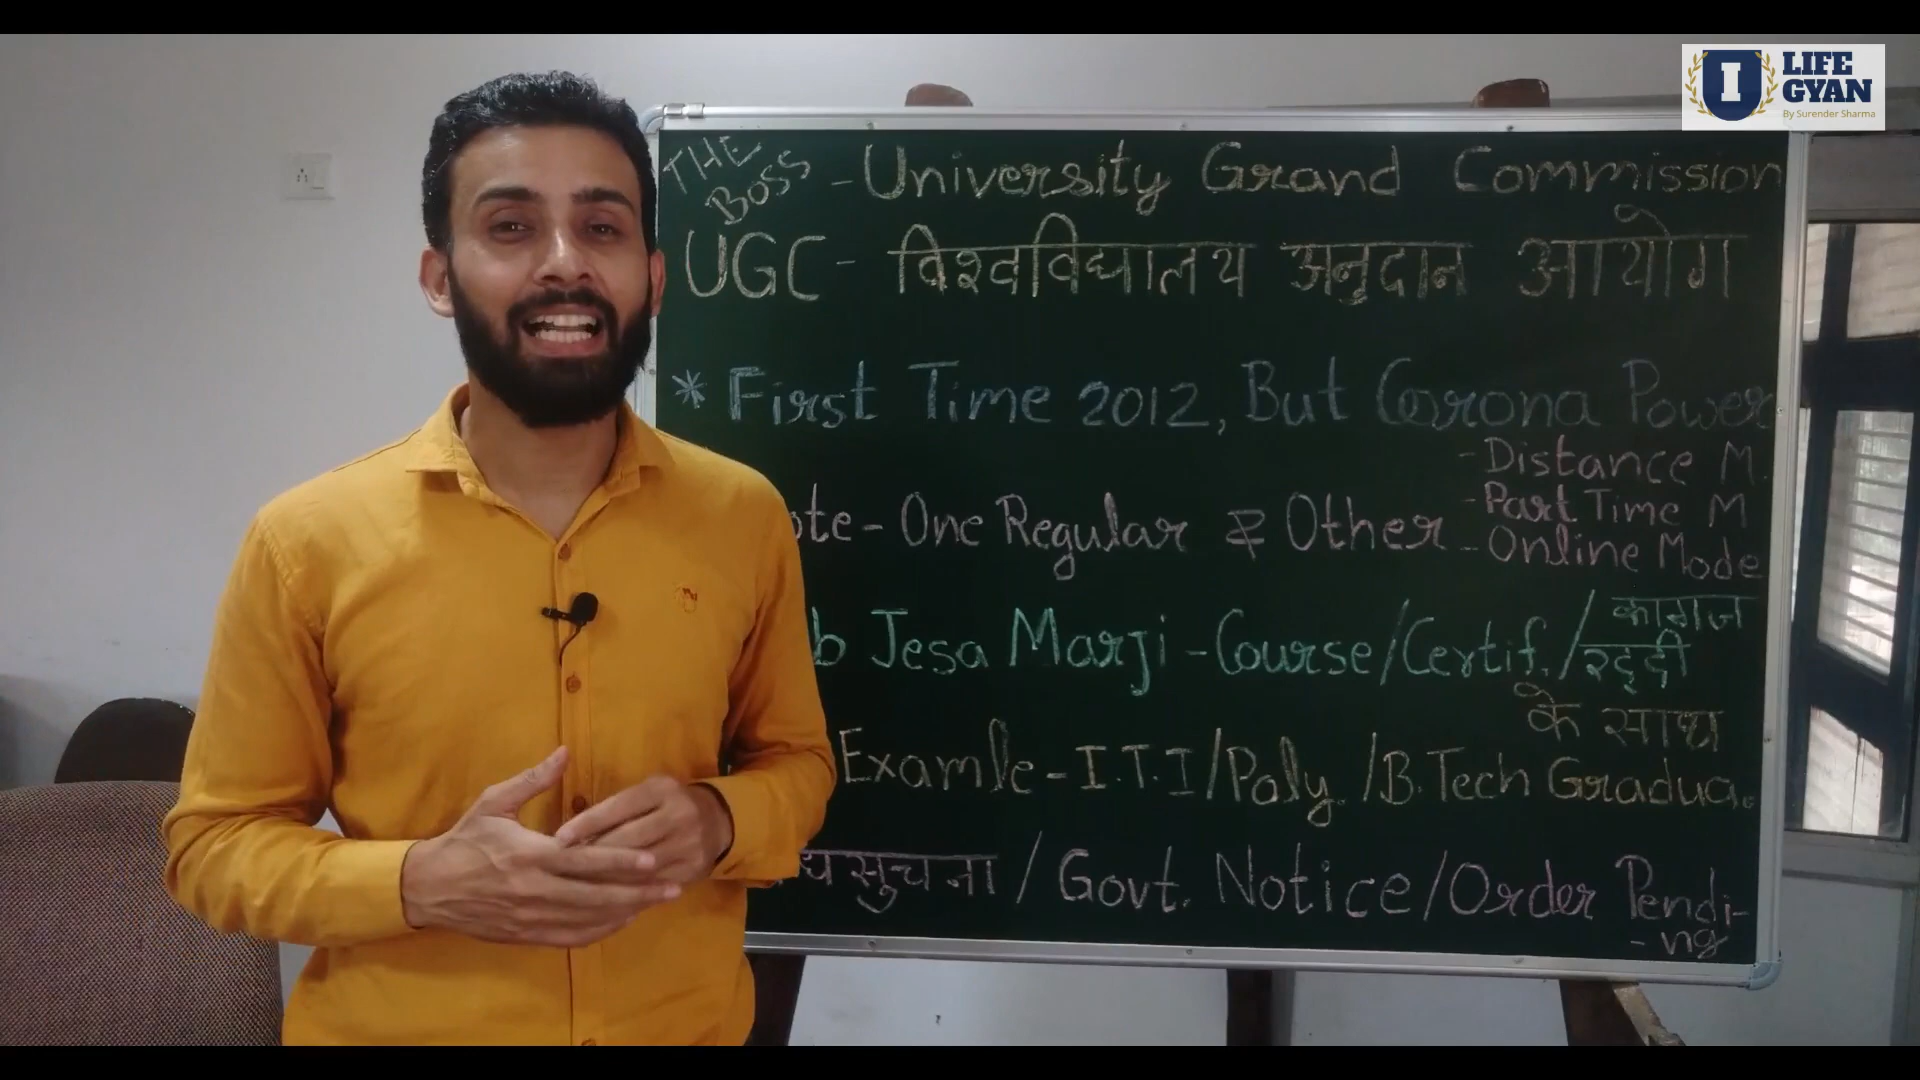 LIFE
GYAN
By Surender Sharma
THE
BOSS
- University Grand Commission
UGC - विश्वविद्यालय अनुदान आयोग
* First Time 2012, But Corona Power
ote - One Regular & Other
- Distance M.
- Part Time M
- Online Mode
b Jesa Marji - Course/Certif./कागज
रद्दी
के साथ
Examle - I.T.I/Poly./B.Tech Gradua.
सुचना / Govt. Notice/Order Pendi-
- ng